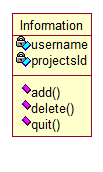 Information
username
projectsId
add()
delete()
quit()